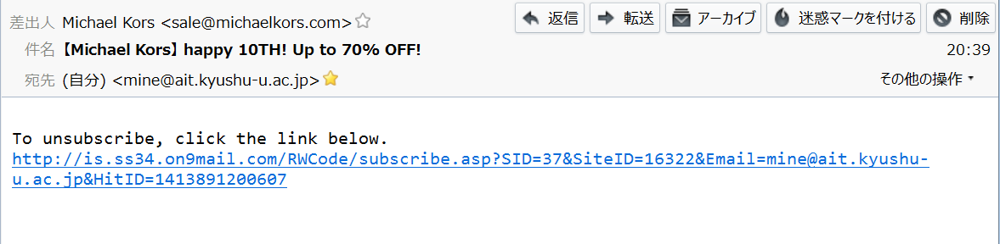 差出人 Michael Kors <sale@michaelkors.com> 返信 転送 アーカイブ 迷惑マークを付ける 削除
件名 【Michael Kors】 happy 10TH! Up to 70% OFF! 20:39
宛先 (自分) <mine@ait.kyushu-u.ac.jp> その他の操作
To unsubscribe, click the link below.
http://is.ss34.on9mail.com/RWCode/subscribe.asp?SID=37&SiteID=16322&Email=mine@ait.kyushu-
u.ac.jp&HitID=1413891200607